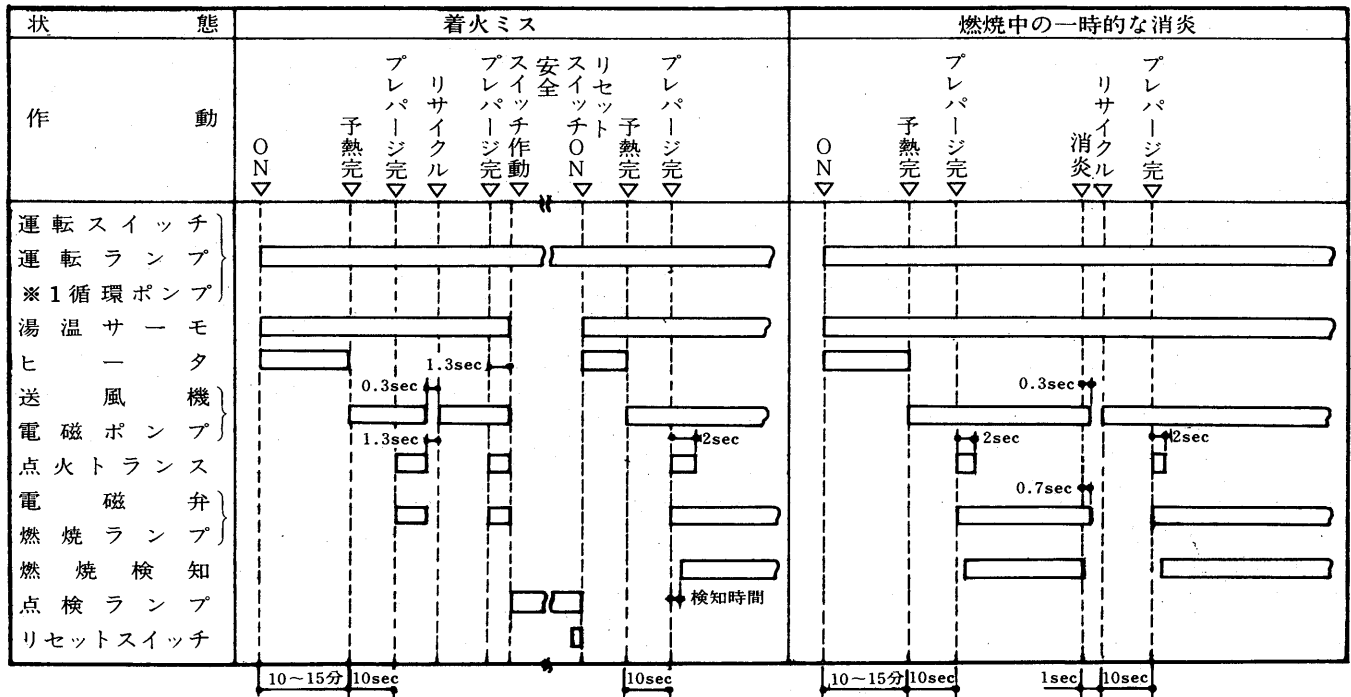 状態
着火ミス
燃焼中の一時的な消炎
作動
ON
予熱完
プレパージ完
リサイクル
プレパージ完
安全スイッチ作動
リセットスイッチON
予熱完
プレパージ完
ON
予熱完
プレパージ完
消炎
リサイクル
プレパージ完
運転スイッチ
運転ランプ
※1循環ポンプ
湯温サーモ
ヒータ
1.3sec
0.3sec
0.3sec
送風機
電磁ポンプ
1.3sec
2sec
2sec
2sec
点火トランス
0.7sec
電磁弁
燃焼ランプ
燃焼検知
点検ランプ
検知時間
リセットスイッチ
10～15分
10sec
10sec
10～15分
10sec
1sec
10sec